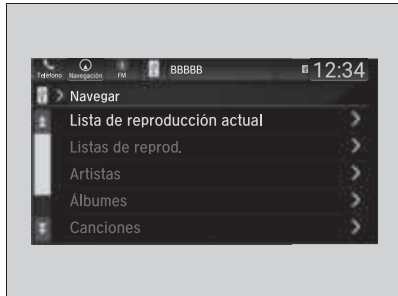 Teléfono Navegación FM BBBBB 12:34
Navegar
Lista de reproducción actual
Listas de reprod.
Artistas
Álbumes
Canciones